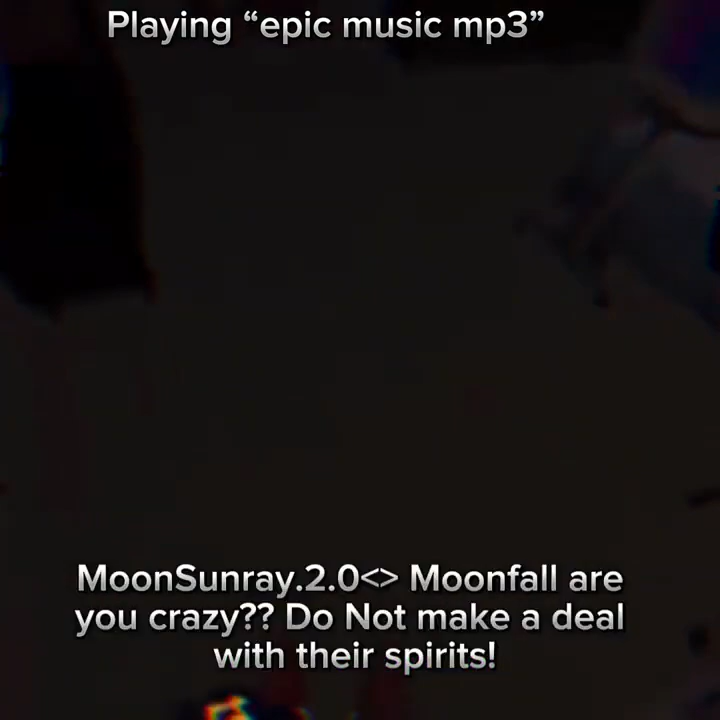 Playing “epic music mp3”
MoonSunray.2.0<> Moonfall are
you crazy?? Do Not make a deal
with their spirits!